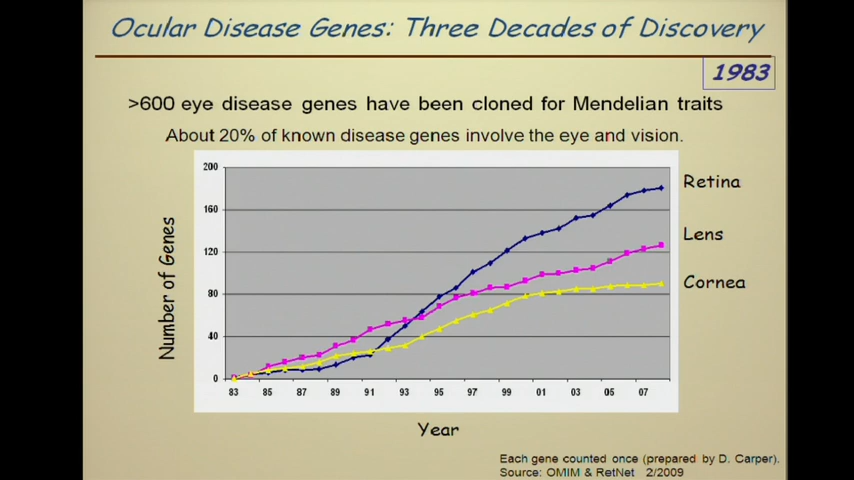 Ocular Disease Genes: Three Decades of Discovery
1983
>600 eye disease genes have been cloned for Mendelian traits
About 20% of known disease genes involve the eye and vision.
200
160
120
80
40
0
Number of Genes
83 85 87 89 91 93 95 97 99 01 03 05 07
Year
Retina
Lens
Cornea
Each gene counted once (prepared by D. Carper).
Source: OMIM & RetNet 2/2009